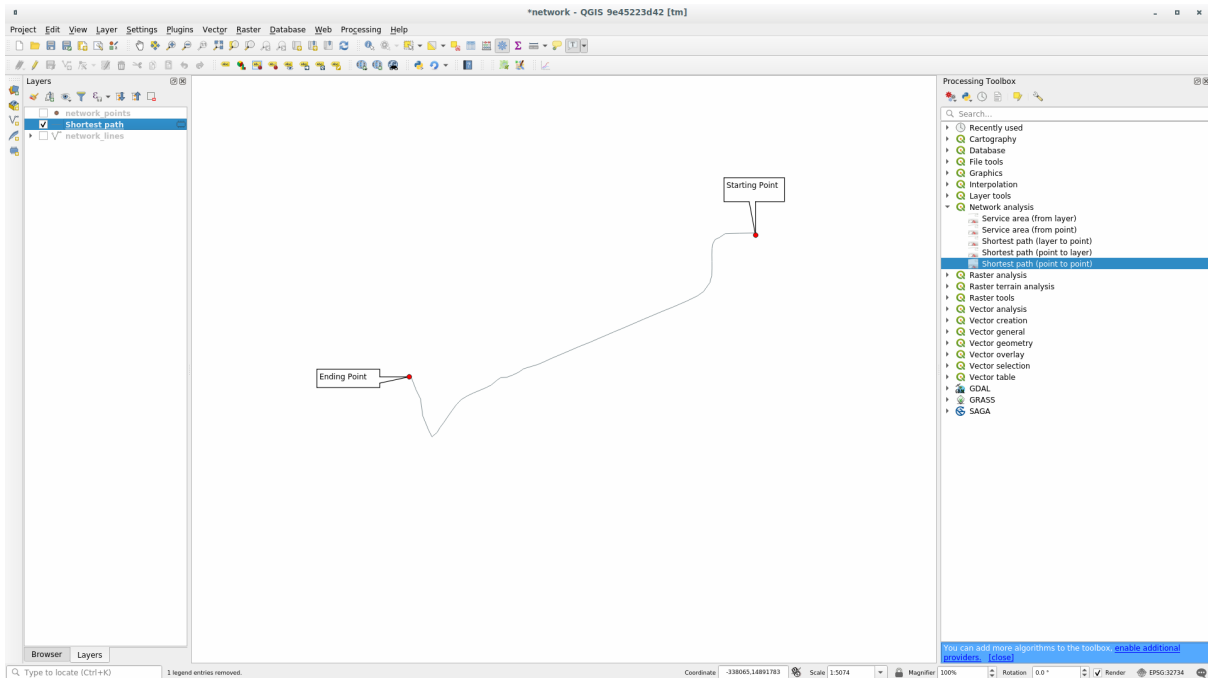 *network - QGIS 9e45223d42 [tm]
Project Edit View Layer Settings Plugins Vector Raster Database Web Processing Help
Layers
network_points
Shortest path
network_lines
Starting Point
Ending Point
Processing Toolbox
Search...
Recently used
Cartography
Database
File tools
Graphics
Interpolation
Layer tools
Network analysis
Service area (from layer)
Service area (from point)
Shortest path (layer to point)
Shortest path (point to layer)
Shortest path (point to point)
Raster analysis
Raster terrain analysis
Raster tools
Vector analysis
Vector creation
Vector general
Vector geometry
Vector overlay
Vector selection
Vector table
GDAL
GRASS
SAGA
You can add more algorithms to the toolbox, enable additional
providers. [close]
Browser Layers
Type to locate (Ctrl+K) 1 legend entries removed. Coordinate -338065,14891783 Scale 1:5074 Magnifier 100% Rotation 0.0 ° Render EPSG:32734